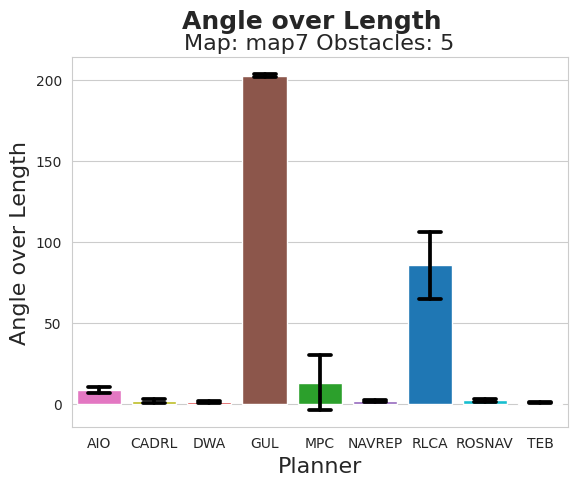 Angle over Length
Map: map7 Obstacles: 5
Angle over Length
200
150
100
50
0
AIO CADRL DWA GUL MPC NAVREP RLCA ROSNAV TEB
Planner